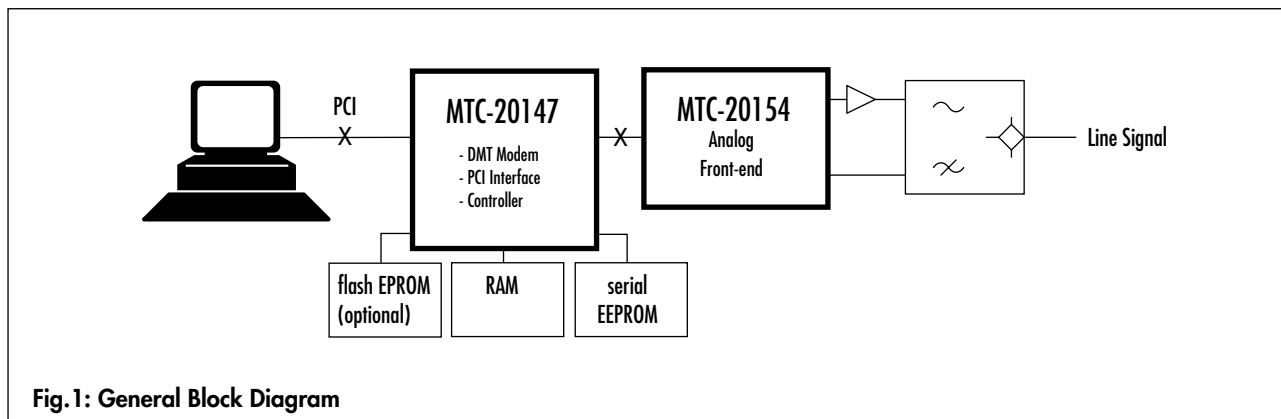 PCI
MTC-20147
- DMT Modem
- PCI Interface
- Controller
MTC-20154
Analog
Front-end
Line Signal
flash EPROM
(optional)
RAM
serial
EEPROM
Fig.1: General Block Diagram